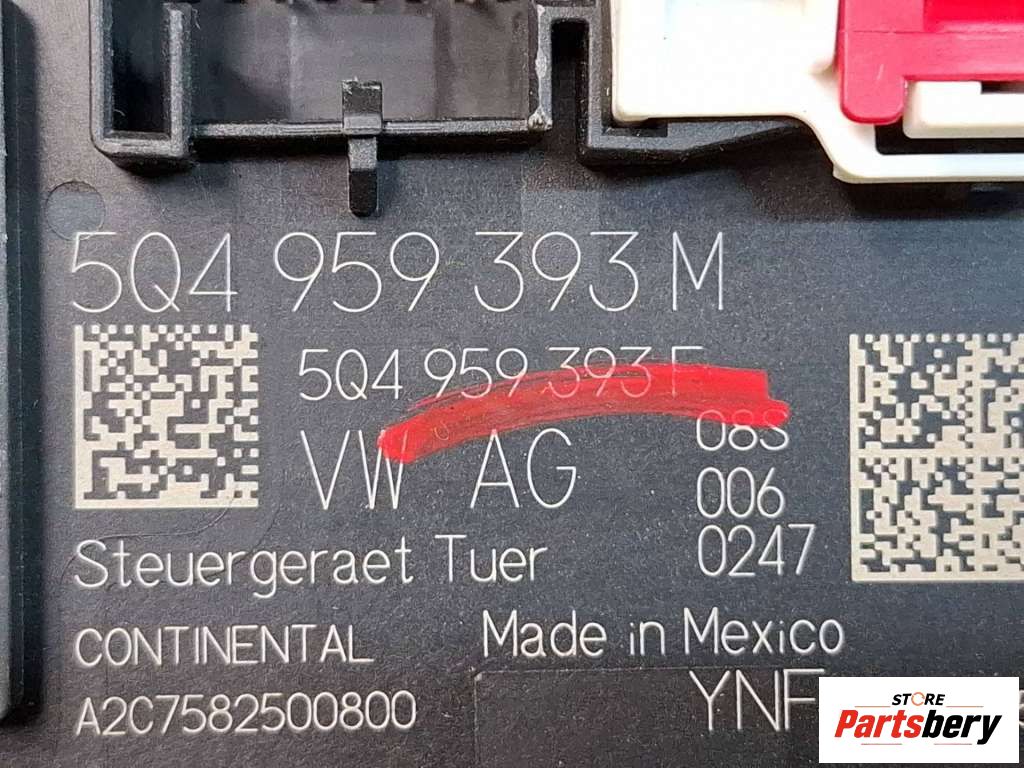 5Q4 959 393 M
5Q4 959 393 F
VW AG
08S
006
0247
Steuergeraet Tuer
CONTINENTAL
Made in Mexico
A2C7582500800
STORE
Partsbery